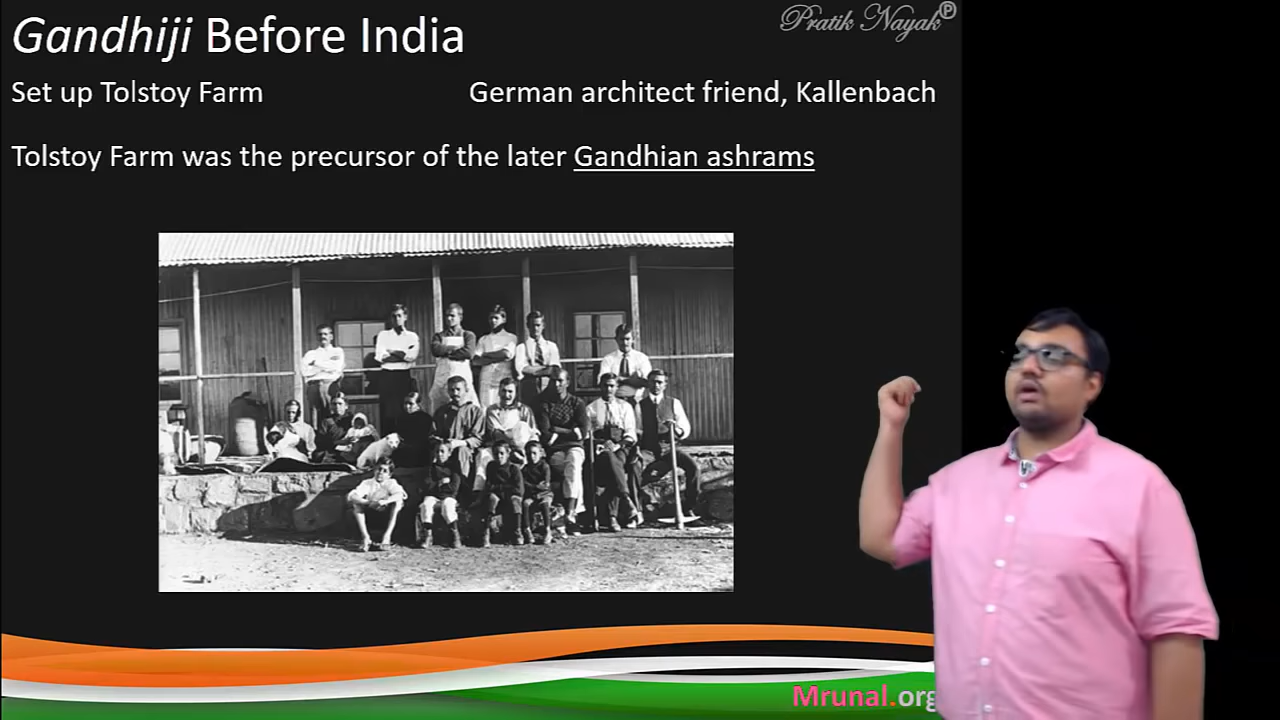 Gandhiji Before India
Pratik Nayak℗
Set up Tolstoy Farm
German architect friend, Kallenbach
Tolstoy Farm was the precursor of the later Gandhian ashrams
Mrunal.org